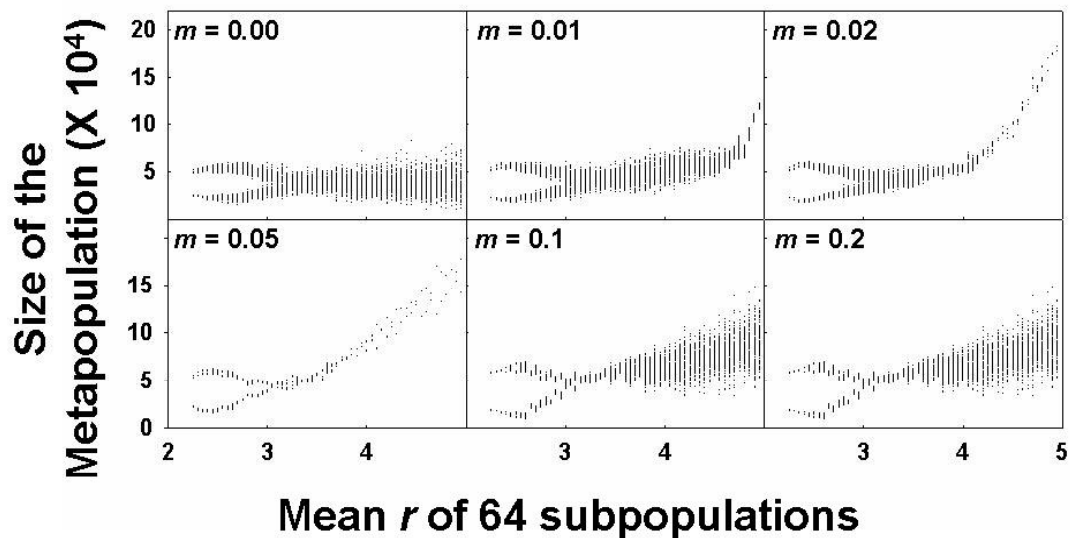 Size of the
Metapopulation (X 10⁴)
m = 0.00 m = 0.01 m = 0.02
20
15
10
5
m = 0.05 m = 0.1 m = 0.2
15
10
5
0
2 3 4 3 4 3 4 5
Mean r of 64 subpopulations